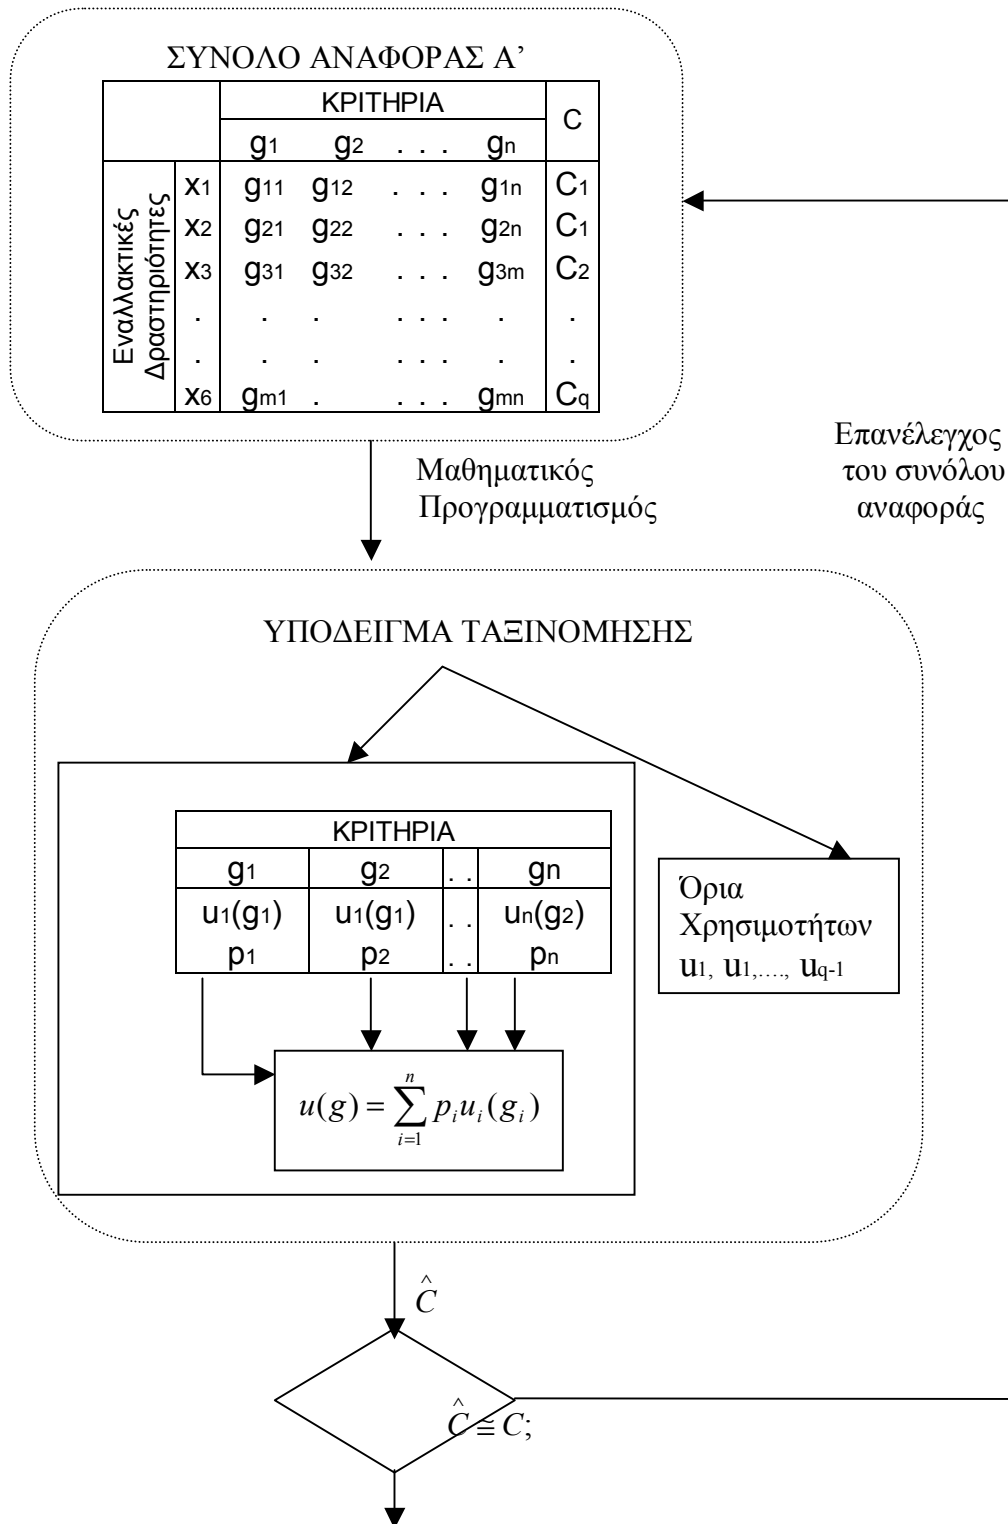 ΣΥΝΟΛΟ ΑΝΑΦΟΡΑΣ Α’
ΚΡΙΤΗΡΙΑ C
g1 g2 . . . gn
Εναλλακτικές
Δραστηριότητες
x1 g11 g12 . . . g1n C1
x2 g21 g22 . . . g2n C1
x3 g31 g32 . . . g3m C2
. . . . . . . .
. . . . . . . .
x6 gm1 . . . . gmn Cq
Μαθηματικός
Προγραμματισμός
Επανέλεγχος
του συνόλου
αναφοράς
ΥΠΟΔΕΙΓΜΑ ΤΑΞΙΝΟΜΗΣΗΣ
ΚΡΙΤΗΡΙΑ
g1 g2 . . gn
u1(g1) u1(g1) . . un(g2)
p1 p2 . . pn
Όρια
Χρησιμοτήτων
u1, u1,…., uq-1
u(g) = ∑_{i=1}^{n} p_i u_i(g_i)
Ĉ
Ĉ ≅ C;